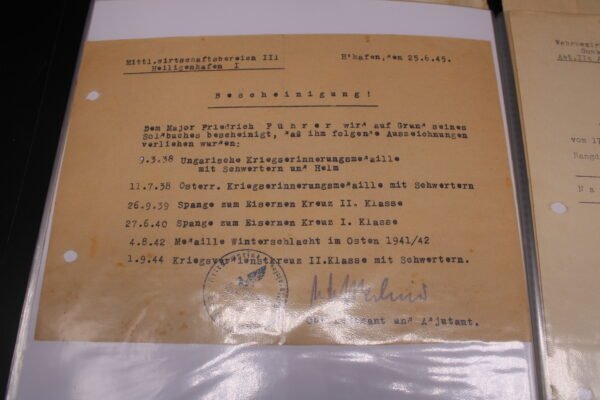 Mittl.wirtschaftsbereich III
Heiligenhafen I
H'hafen, den 25.6.45.
B e s c h e i n i g u n g !
Dem Major Friedrich F ü h r e r wird auf Grund seines
Soldbuches bescheinigt, daß ihm folgende Auszeichnungen
verliehen wurden:
9.3.38 Ungarische Kriegserinnerungsmedaille
mit Schwertern und Helm
11.7.38 Österr. Kriegserinnerungsmedaille mit Schwertern
26.9.39 Spange zum Eisernen Kreuz II. Klasse
27.6.40 Spange zum Eisernen Kreuz I. Klasse
4.8.42 Medaille Winterschlacht im Osten 1941/42
1.9.44 Kriegsverdienstkreuz II.Klasse mit Schwertern.
und Adjutant.
Wehrbezir
vom 17
Rangd
N a